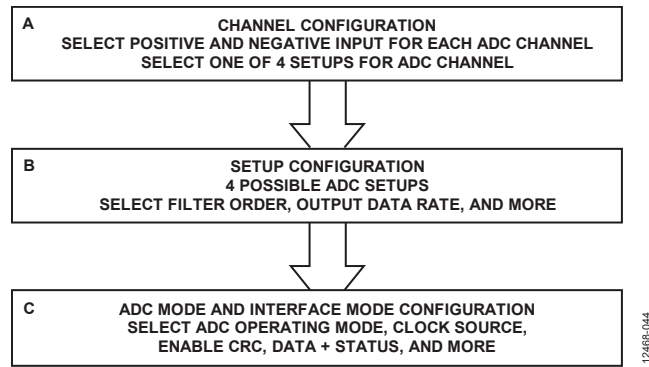 A
CHANNEL CONFIGURATION
SELECT POSITIVE AND NEGATIVE INPUT FOR EACH ADC CHANNEL
SELECT ONE OF 4 SETUPS FOR ADC CHANNEL
B
SETUP CONFIGURATION
4 POSSIBLE ADC SETUPS
SELECT FILTER ORDER, OUTPUT DATA RATE, AND MORE
C
ADC MODE AND INTERFACE MODE CONFIGURATION
SELECT ADC OPERATING MODE, CLOCK SOURCE,
ENABLE CRC, DATA + STATUS, AND MORE
12468-044